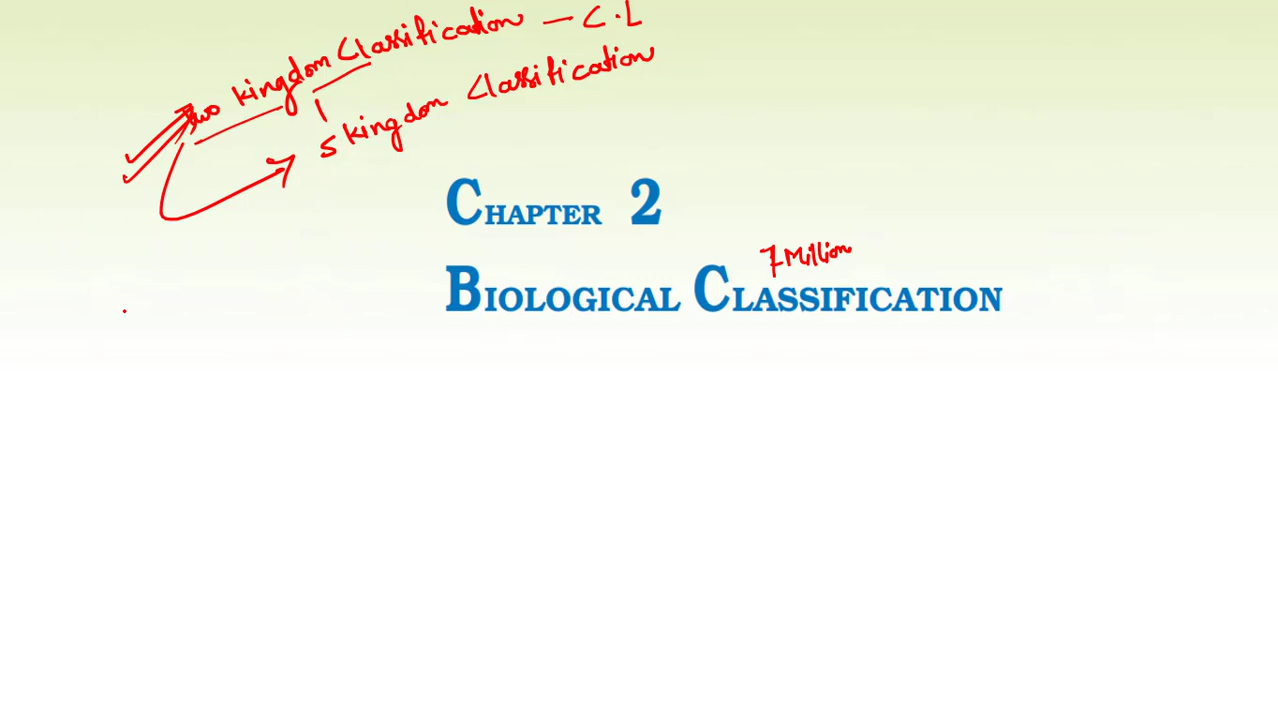 Two kingdom Classification - C.L
5 kingdom Classification
CHAPTER 2
7 Million
BIOLOGICAL CLASSIFICATION